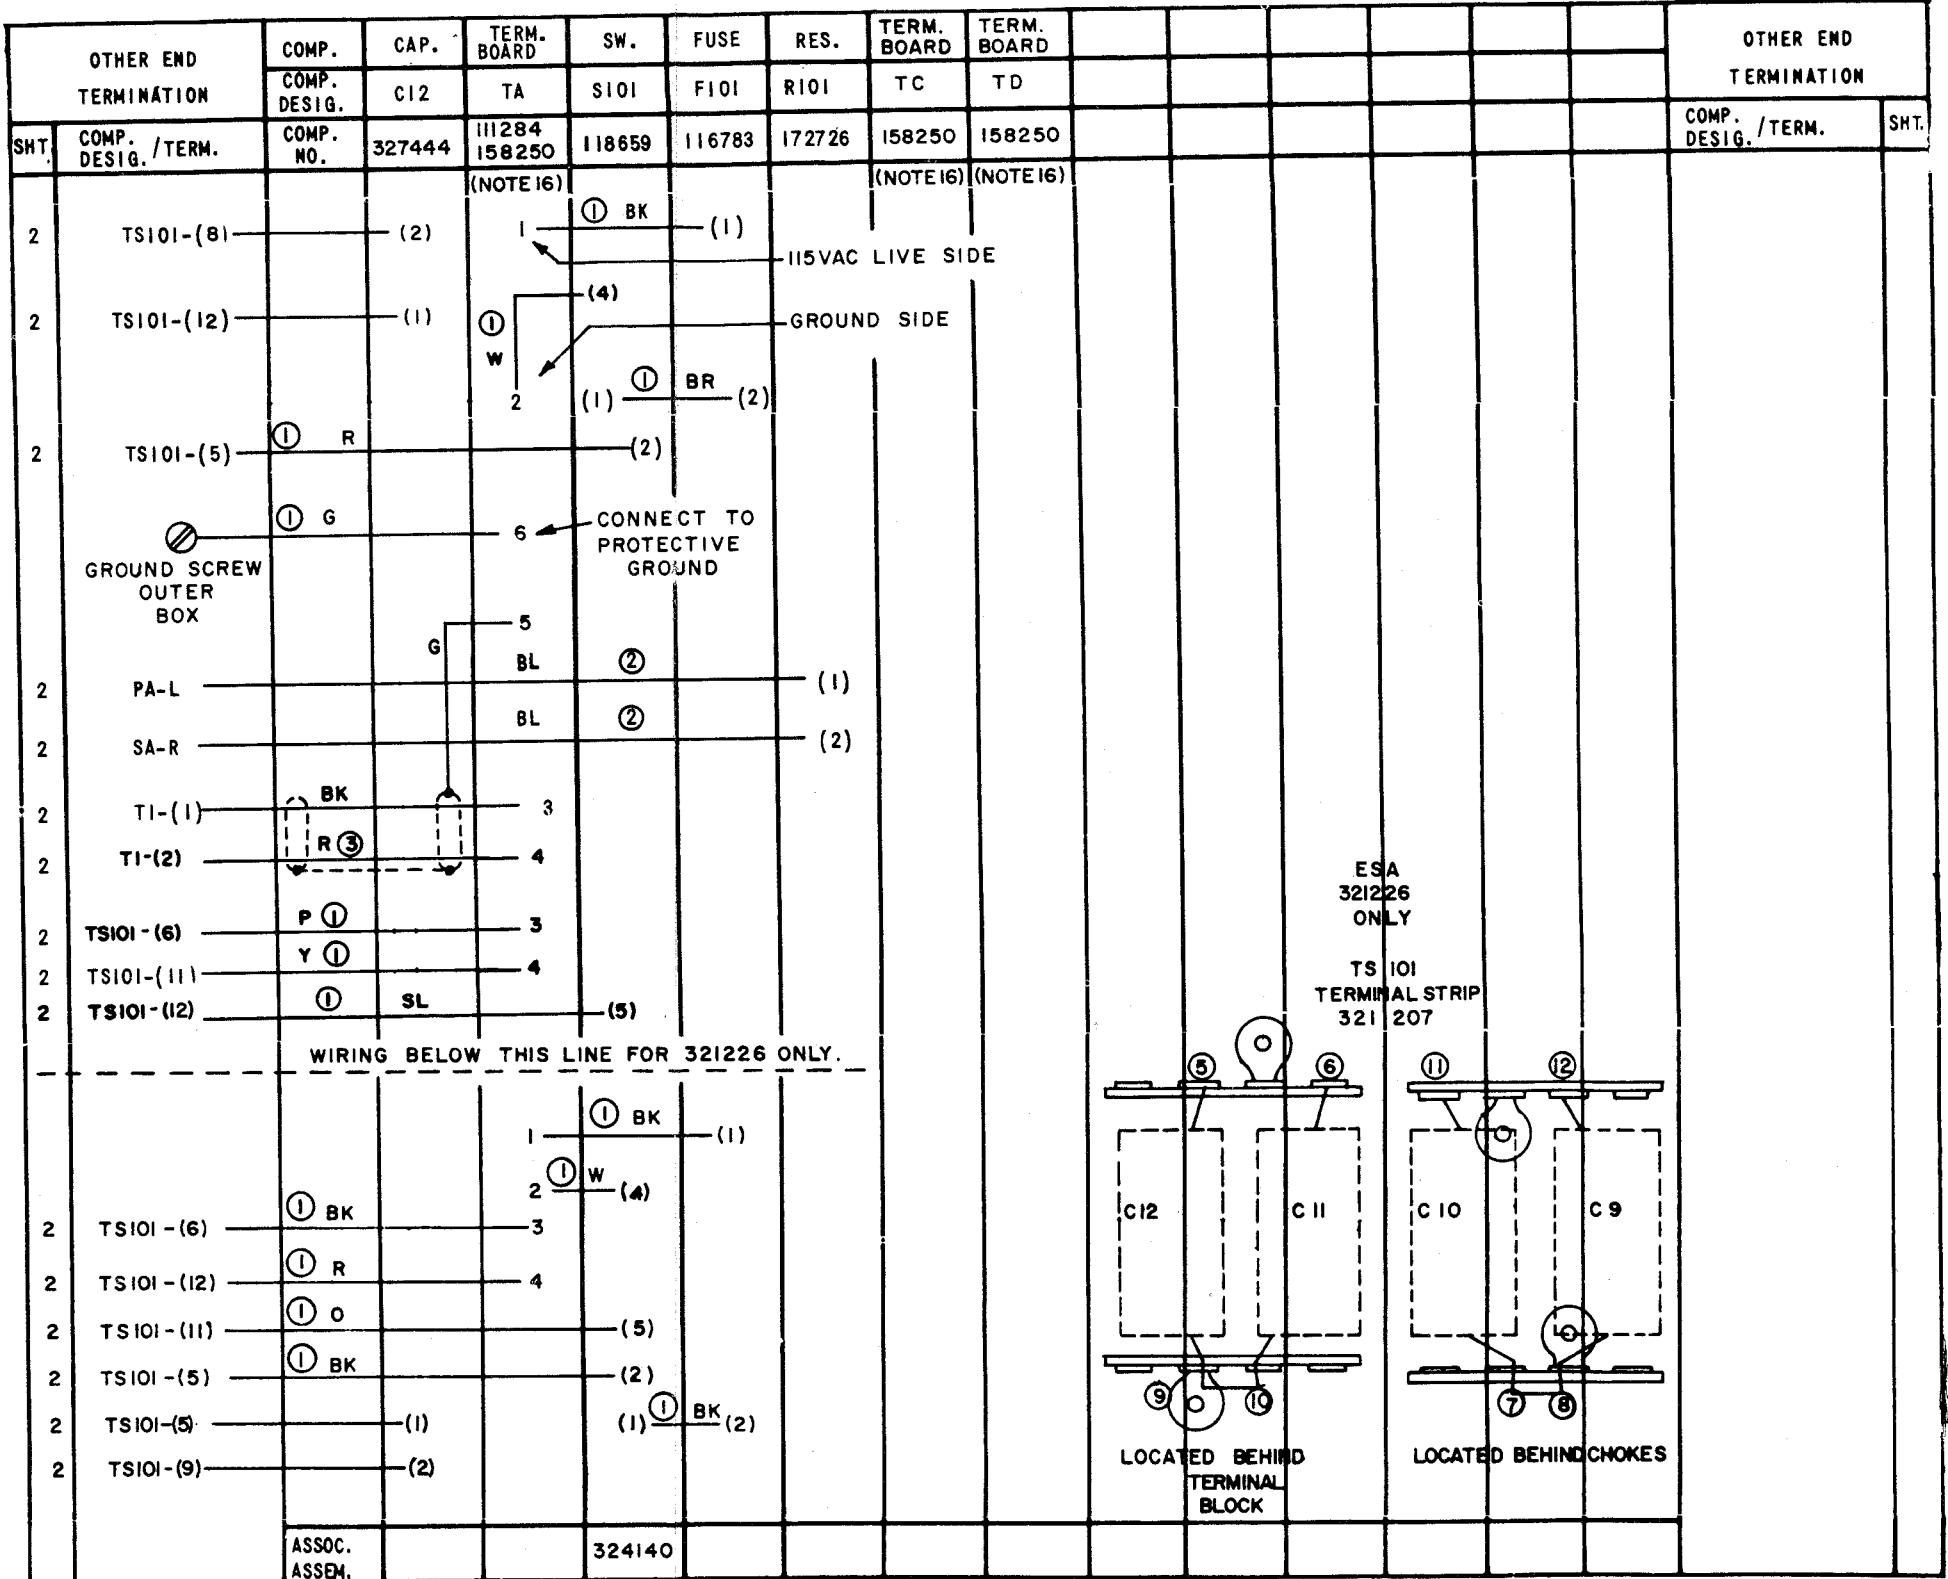 OTHER END
TERMINATION
SHT. COMP. DESIG. / TERM.
COMP. CAP. TERM. BOARD SW. FUSE RES. TERM. BOARD TERM. BOARD
COMP. DESIG. C12 TA S101 F101 R101 TC TD
COMP. NO. 327444 111284 158250 118659 116783 172726 158250 158250
OTHER END
TERMINATION
COMP. DESIG. / TERM. SHT.
(NOTE 16) (NOTE 16) (NOTE 16)
2 TS101-(8) (2) 1 ① BK (1)
115VAC LIVE SIDE
(4)
2 TS101-(12) (1) ① GROUND SIDE
W
① BR
2 (1) (2)
2 TS101-(5) ① R (2)
① G
6 CONNECT TO
PROTECTIVE
GROUND
GROUND SCREW
OUTER
BOX
5
G
2 PA-L BL ② (1)
2 SA-R BL ② (2)
2 T1-(1) BK 3
2 T1-(2) R ③ 4
2 TS101-(6) P ① 3
2 TS101-(11) Y ① 4
2 TS101-(12) ① SL (5)
WIRING BELOW THIS LINE FOR 321226 ONLY.
1 ① BK (1)
2 ① W (4)
2 TS101-(6) ① BK 3
2 TS101-(12) ① R 4
2 TS101-(11) ① O (5)
2 TS101-(5) ① BK (2)
2 TS101-(5) (1) (1) ① BK (2)
2 TS101-(9) (2)
ASSOC.
ASSEM.
324140
ESA
321226
ONLY
TS 101
TERMINAL STRIP
321 207
⑤ ⑥ ⑪ ⑫
C12 C11 C10 C9
⑨ ⑩ ⑦ ⑧
LOCATED BEHIND
TERMINAL
BLOCK
LOCATED BEHIND CHOKES